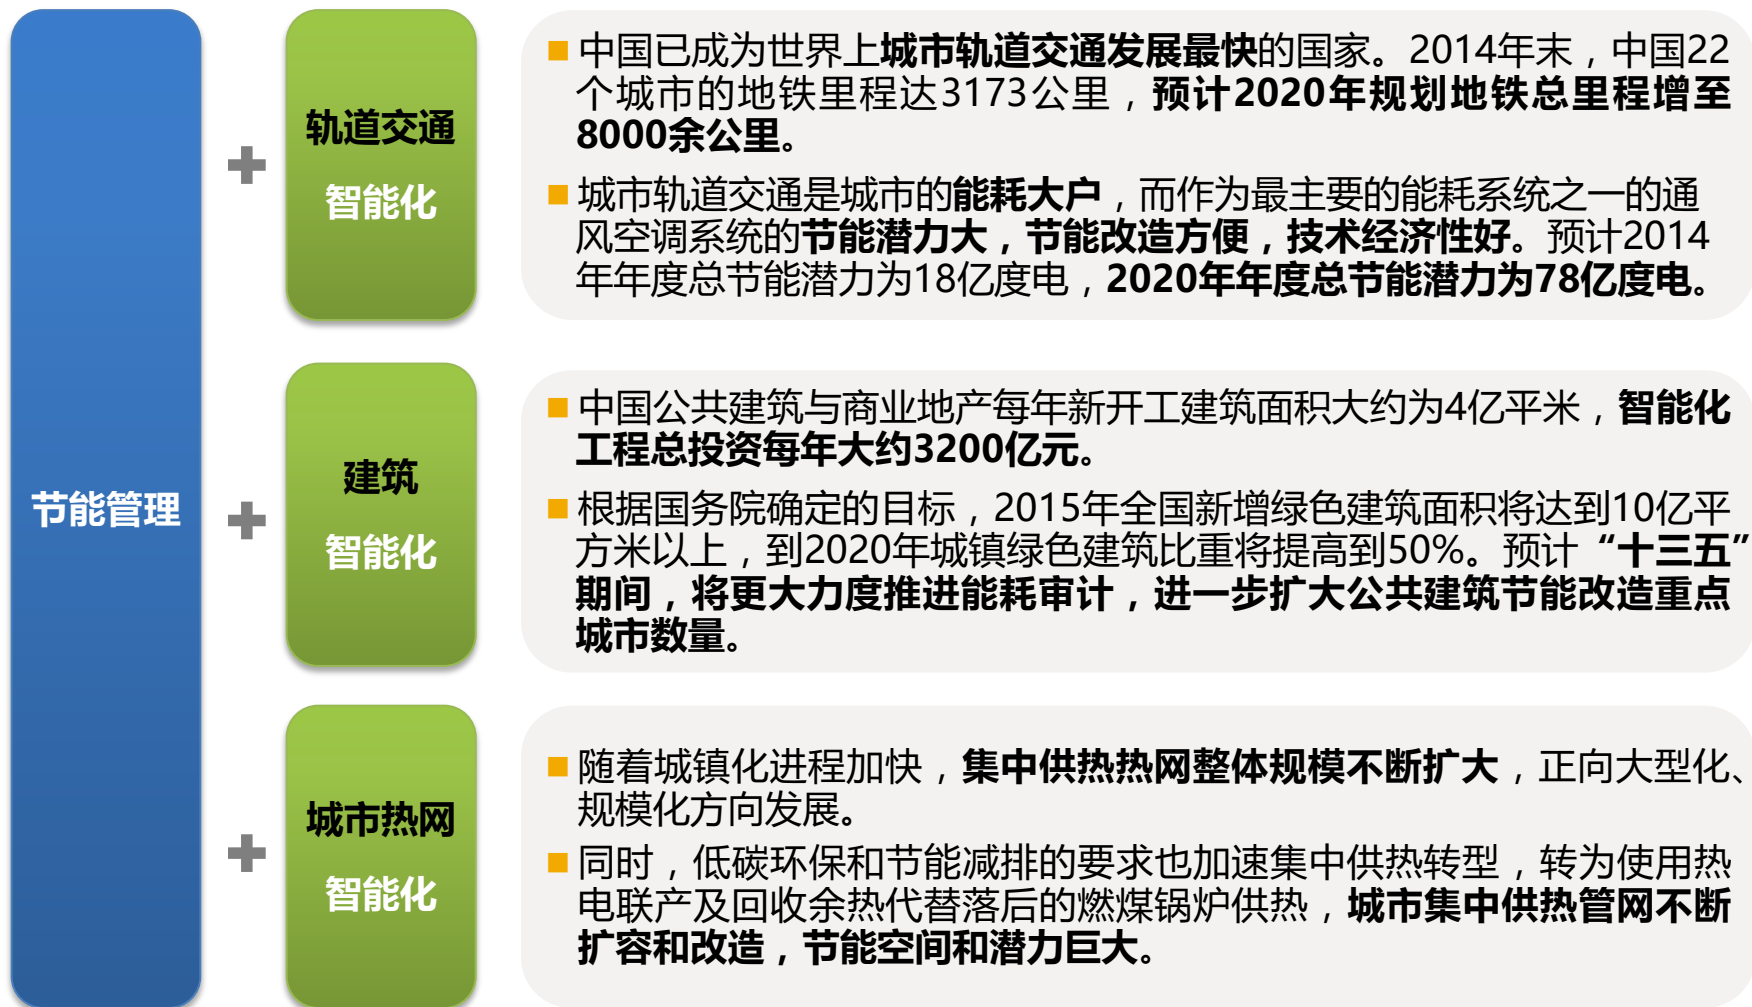 节能管理
轨道交通
智能化
中国已成为世界上城市轨道交通发展最快的国家。2014年末，中国22
个城市的地铁里程达3173公里，预计2020年规划地铁总里程增至
8000余公里。
城市轨道交通是城市的能耗大户，而作为最主要的能耗系统之一的通
风空调系统的节能潜力大，节能改造方便，技术经济性好。预计2014
年年度总节能潜力为18亿度电，2020年年度总节能潜力为78亿度电。
建筑
智能化
中国公共建筑与商业地产每年新开工建筑面积大约为4亿平米，智能化
工程总投资每年大约3200亿元。
根据国务院确定的目标，2015年全国新增绿色建筑面积将达到10亿平
方米以上，到2020年城镇绿色建筑比重将提高到50%。预计“十三五”
期间，将更大力度推进能耗审计，进一步扩大公共建筑节能改造重点
城市数量。
城市热网
智能化
随着城镇化进程加快，集中供热热网整体规模不断扩大，正向大型化、
规模化方向发展。
同时，低碳环保和节能减排的要求也加速集中供热转型，转为使用热
电联产及回收余热代替落后的燃煤锅炉供热，城市集中供热管网不断
扩容和改造，节能空间和潜力巨大。